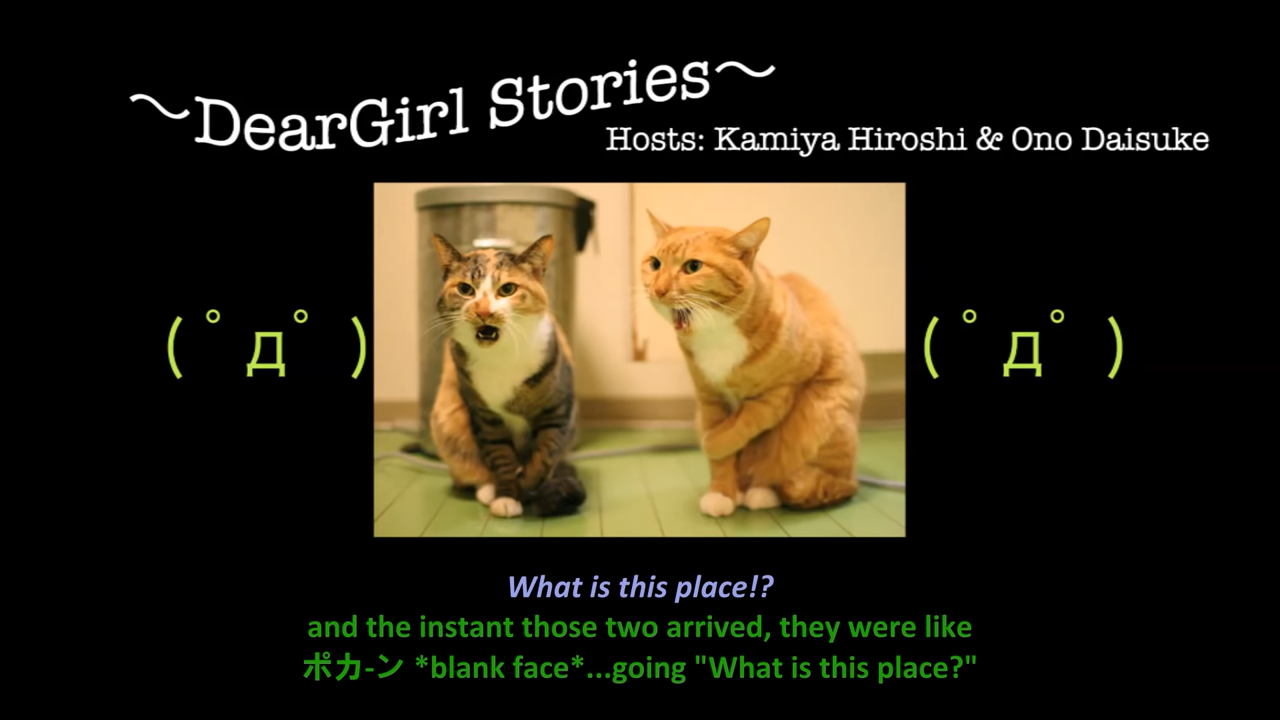 ～DearGirl Stories～
Hosts: Kamiya Hiroshi & Ono Daisuke
( ﾟДﾟ )
( ﾟДﾟ )
What is this place!?
and the instant those two arrived, they were like
ポカ-ン *blank face*...going "What is this place?"